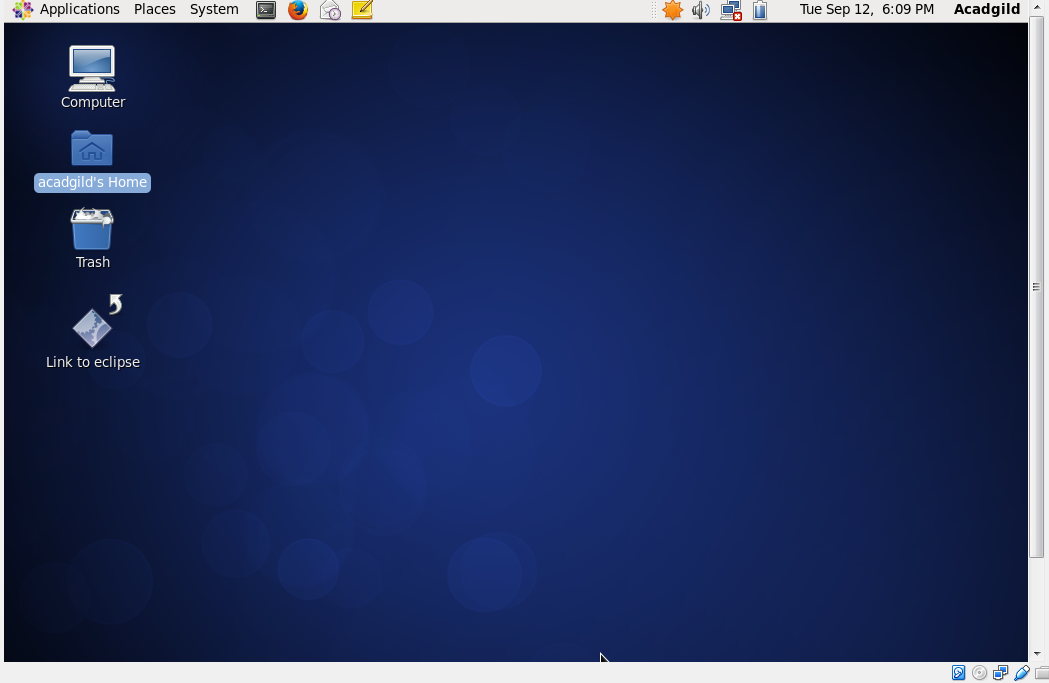 Applications Places System Tue Sep 12, 6:09 PM Acadgild
Computer
acadgild's Home
Trash
Link to eclipse